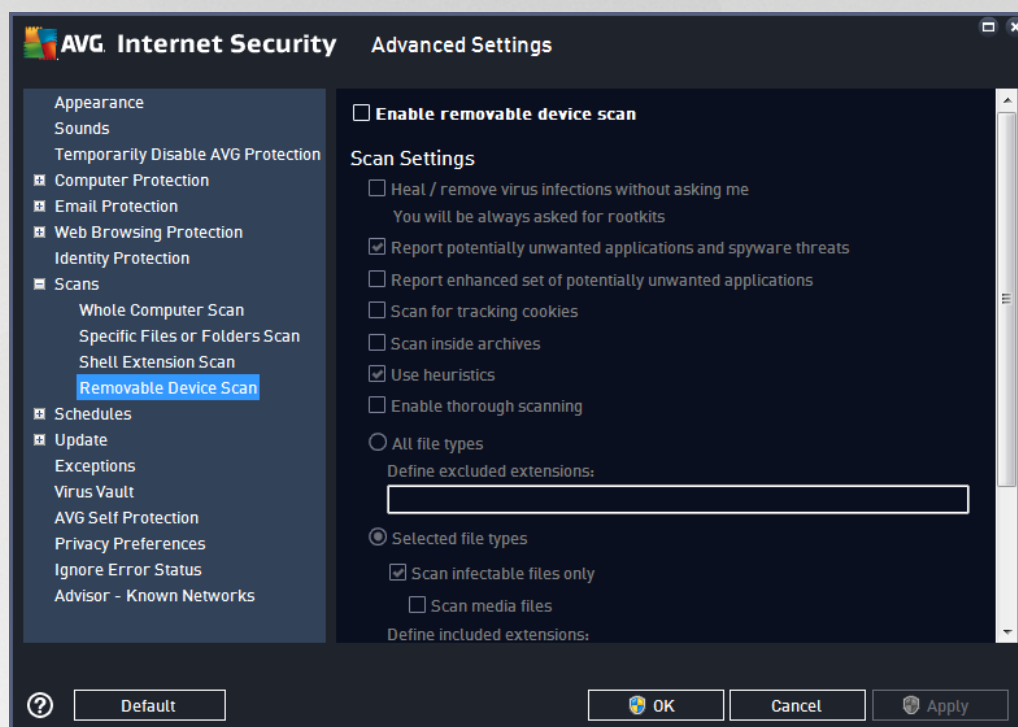 AVG. Internet Security Advanced Settings
Appearance
Sounds
Temporarily Disable AVG Protection
Computer Protection
Email Protection
Web Browsing Protection
Identity Protection
Scans
Whole Computer Scan
Specific Files or Folders Scan
Shell Extension Scan
Removable Device Scan
Schedules
Update
Exceptions
Virus Vault
AVG Self Protection
Privacy Preferences
Ignore Error Status
Advisor - Known Networks
Enable removable device scan
Scan Settings
Heal / remove virus infections without asking me
You will be always asked for rootkits
Report potentially unwanted applications and spyware threats
Report enhanced set of potentially unwanted applications
Scan for tracking cookies
Scan inside archives
Use heuristics
Enable thorough scanning
All file types
Define excluded extensions:
Selected file types
Scan infectable files only
Scan media files
Define included extensions:
? Default OK Cancel Apply